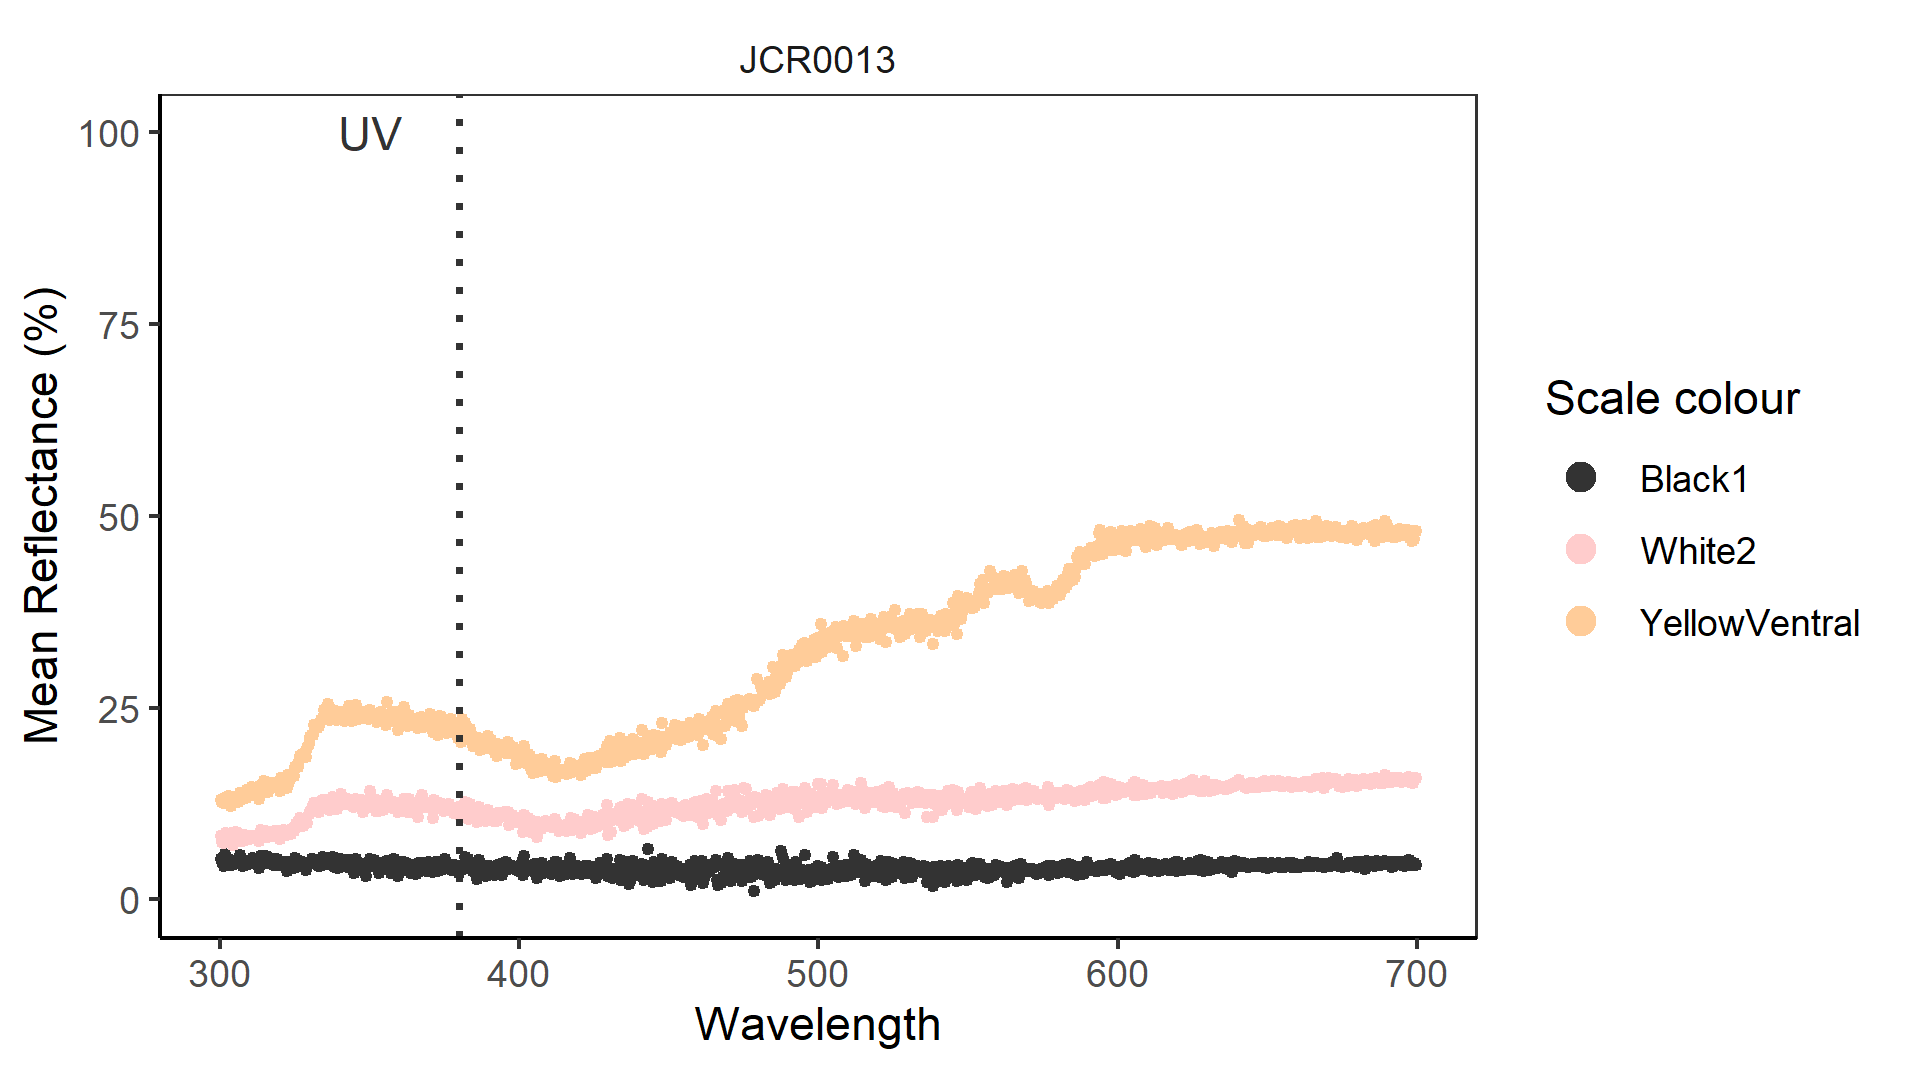 JCR0013
UV
100
75
50
25
0
Mean Reflectance (%)
300 400 500 600 700
Wavelength
Scale colour
Black1
White2
YellowVentral